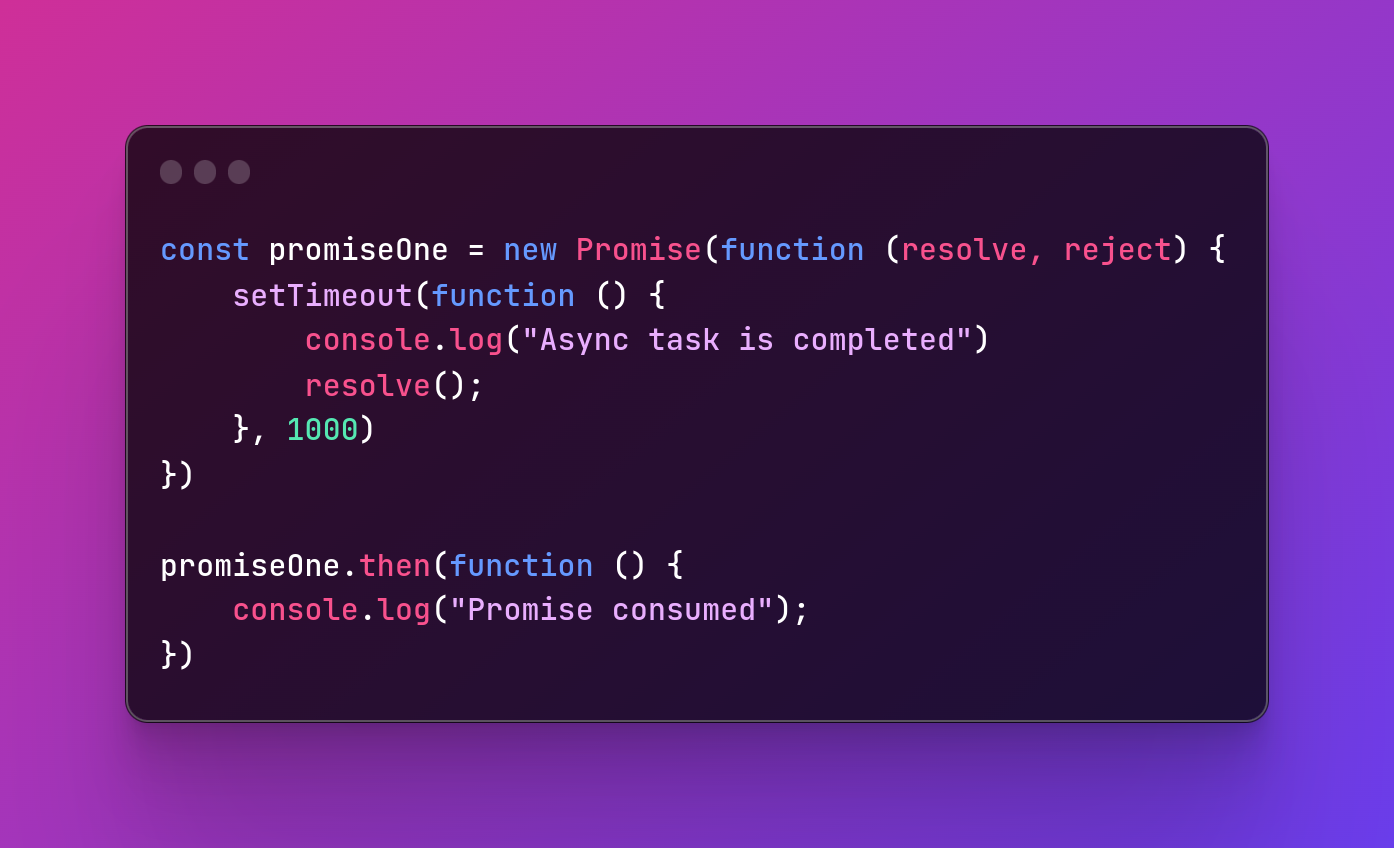 const promiseOne = new Promise(function (resolve, reject) {
    setTimeout(function () {
        console.log("Async task is completed")
        resolve();
    }, 1000)
})

promiseOne.then(function () {
    console.log("Promise consumed");
})